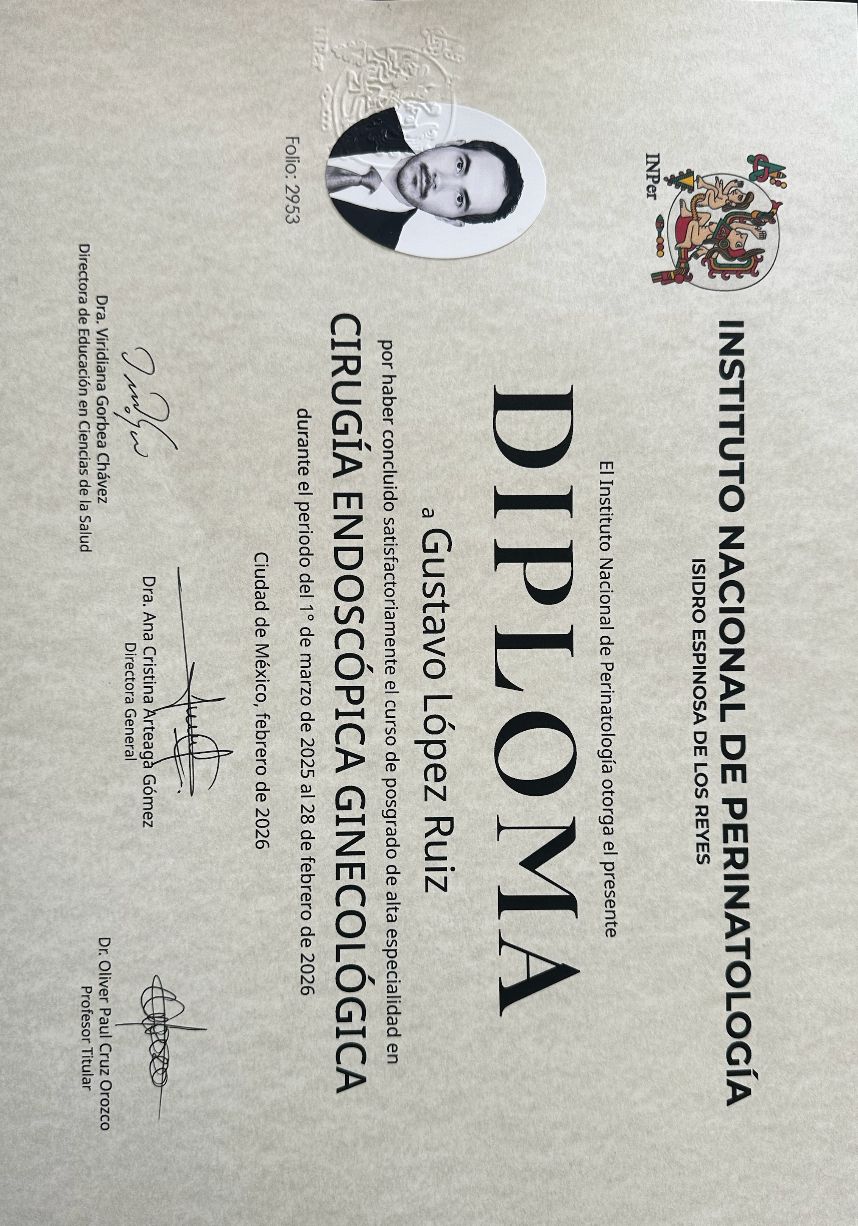 INPer
INSTITUTO NACIONAL DE PERINATOLOGÍA
ISIDRO ESPINOSA DE LOS REYES
El Instituto Nacional de Perinatología otorga el presente
DIPLOMA
a Gustavo López Ruiz
por haber concluido satisfactoriamente el curso de posgrado de alta especialidad en
CIRUGÍA ENDOSCÓPICA GINECOLÓGICA
durante el periodo del 1° de marzo de 2025 al 28 de febrero de 2026
Folio: 2953
Ciudad de México, febrero de 2026
Dra. Viridiana Gorbea Chávez
Directora de Educación en Ciencias de la Salud
Dra. Ana Cristina Arteaga Gómez
Directora General
Dr. Oliver Paul Cruz Orozco
Profesor Titular
INPer